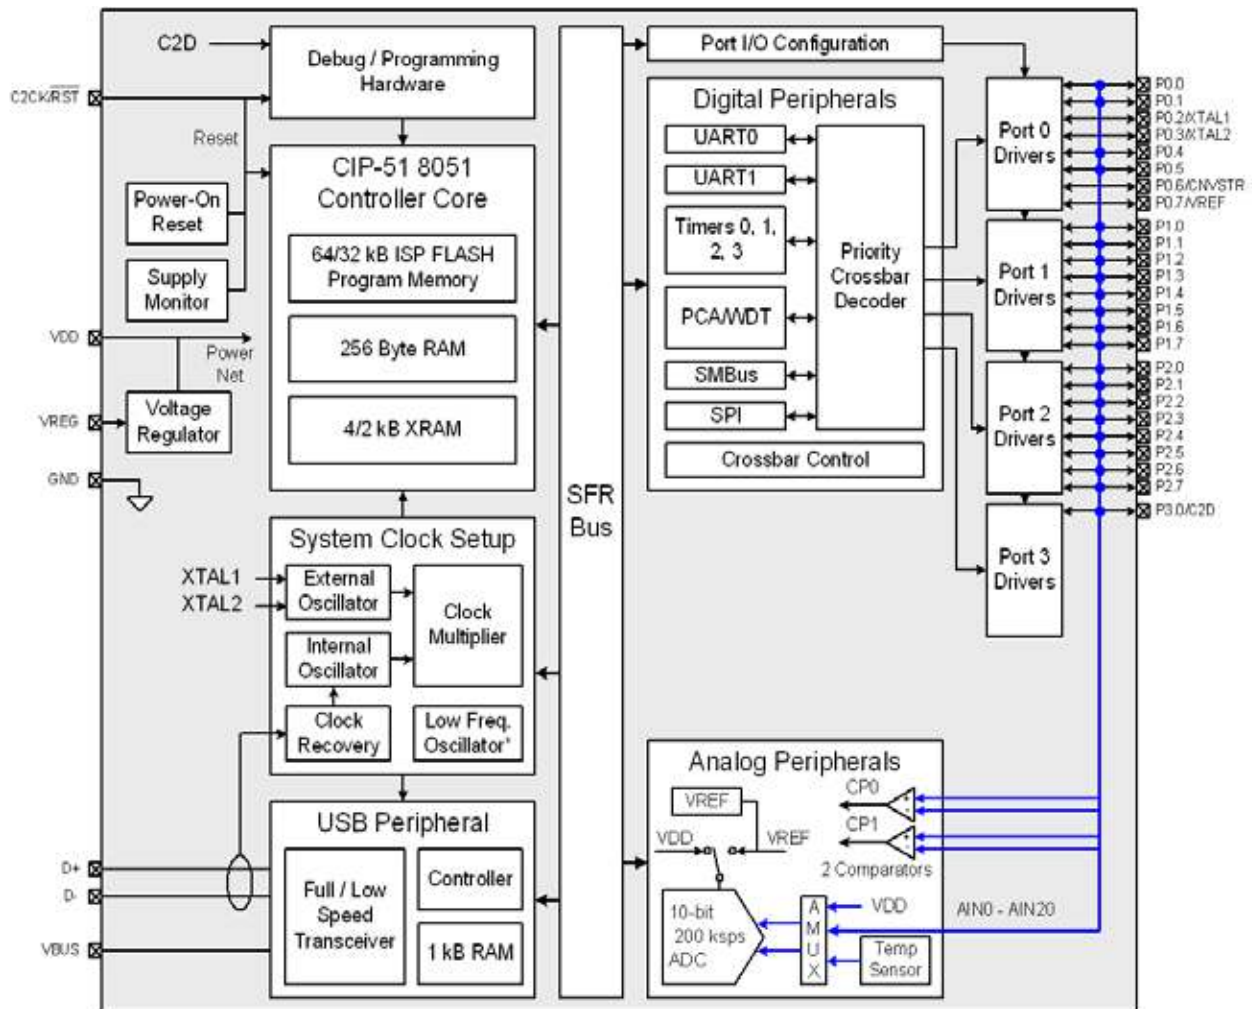 C2D
C2CK/RST
Debug / Programming
Hardware
Reset
CIP-51 8051
Controller Core
Power-On
Reset
Supply
Monitor
64/32 kB ISP FLASH
Program Memory
256 Byte RAM
4/2 kB XRAM
VDD
Power
Net
VREG
Voltage
Regulator
GND
System Clock Setup
XTAL1
XTAL2
External
Oscillator
Clock
Multiplier
Internal
Oscillator
Clock
Recovery
Low Freq.
Oscillator*
USB Peripheral
D+
D-
VBUS
Full / Low
Speed
Transceiver
Controller
1 kB RAM
SFR
Bus
Port I/O Configuration
Digital Peripherals
UART0
UART1
Timers 0, 1,
2, 3
PCA/WDT
SMBus
SPI
Priority
Crossbar
Decoder
Crossbar Control
Port 0
Drivers
Port 1
Drivers
Port 2
Drivers
Port 3
Drivers
P0.0
P0.1
P0.2/XTAL1
P0.3/XTAL2
P0.4
P0.5
P0.6/CNVSTR
P0.7/VREF
P1.0
P1.1
P1.2
P1.3
P1.4
P1.5
P1.6
P1.7
P2.0
P2.1
P2.2
P2.3
P2.4
P2.5
P2.6
P2.7
P3.0/C2D
Analog Peripherals
VREF
VDD
VREF
CP0
+
-
CP1
+
-
2 Comparators
10-bit
200 ksps
ADC
A
M
U
X
VDD
Temp
Sensor
AIN0 - AIN20